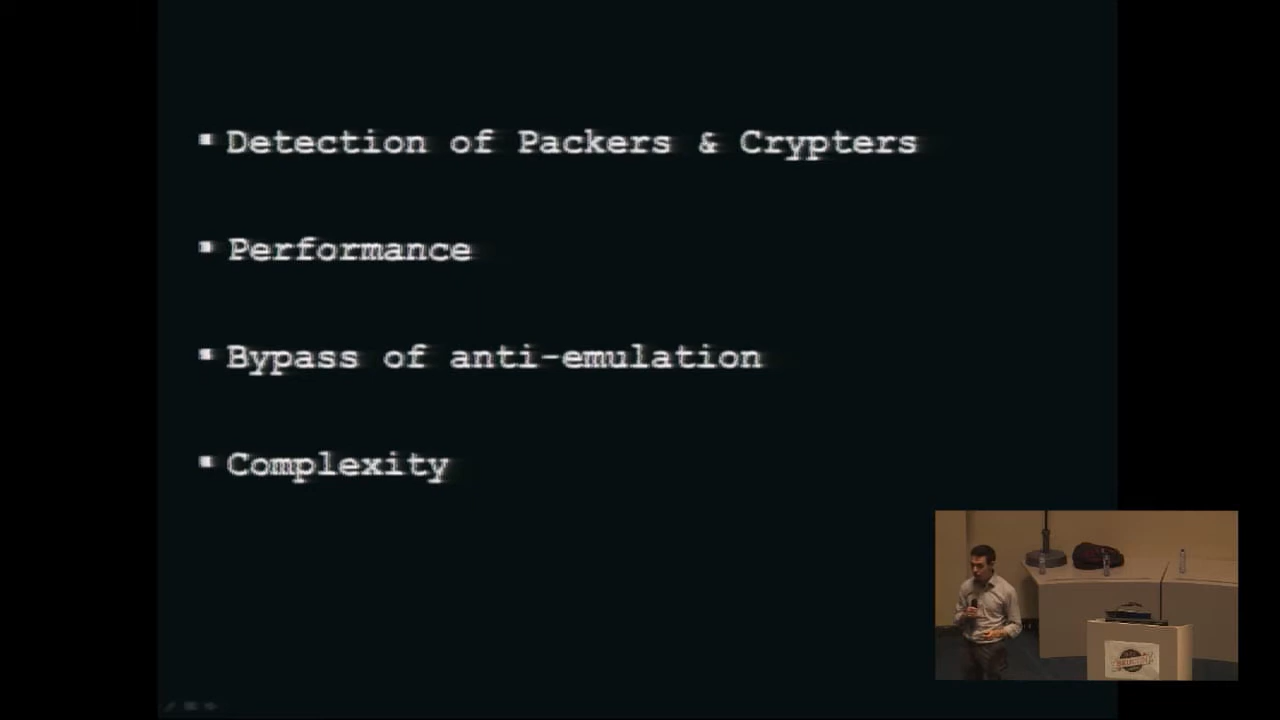 ▪ Detection of Packers & Crypters
▪ Performance
▪ Bypass of anti-emulation
▪ Complexity